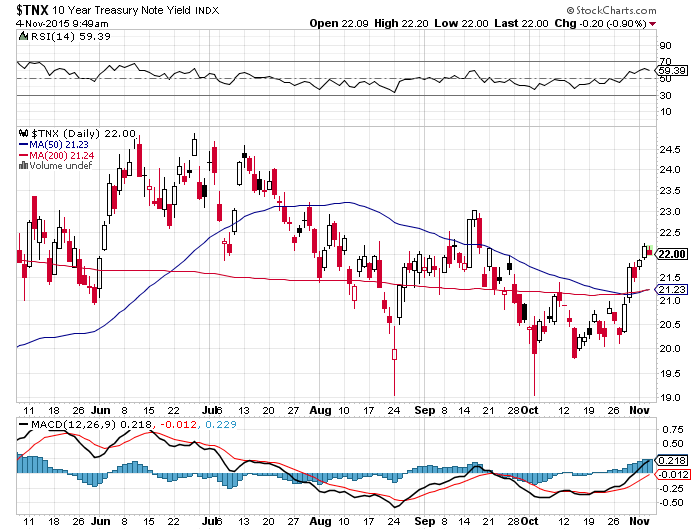 $TNX 10 Year Treasury Note Yield INDX © StockCharts.com
4-Nov-2015 9:49am Open 22.09 High 22.20 Low 22.00 Last 22.00 Chg -0.20 (-0.90%)
RSI(14) 59.39
90
70
59.39
50
30
10
$TNX (Daily) 22.00
MA(50) 21.23
MA(200) 21.24
Volume undef
24.5
24.0
23.5
23.0
22.5
22.00
21.5
21.23
21.0
20.5
20.0
19.5
19.0
11 18 26 Jun 8 15 22 Jul 6 13 20 27 Aug 10 17 24 Sep 8 14 21 28 Oct 12 19 26 Nov
MACD(12,26,9) 0.218, -0.012, 0.229
0.75
0.50
0.218
-0.012
-0.25
-0.50
11 18 26 Jun 8 15 22 Jul 6 13 20 27 Aug 10 17 24 Sep 8 14 21 28 Oct 12 19 26 Nov